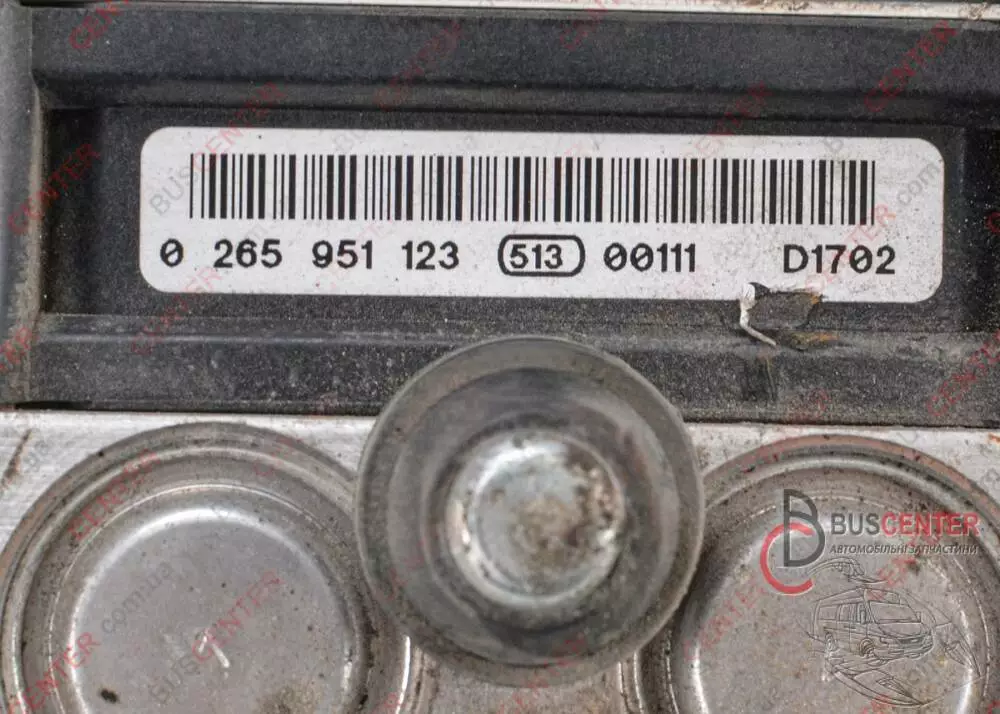 0 265 951 123 513 00111 D1702
BUSCENTER
АВТОМОБІЛЬНІ ЗАПЧАСТИНИ